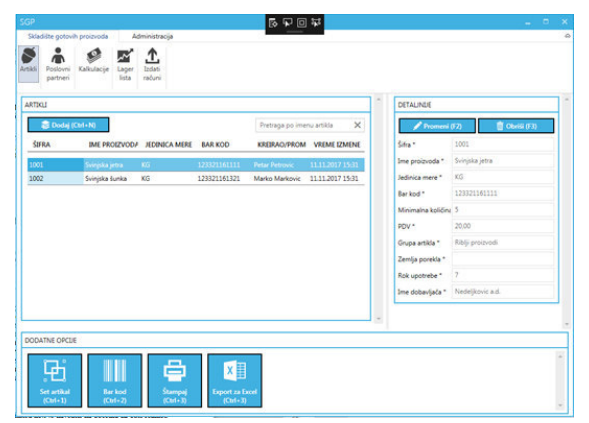 SGP
Skladište gotovih proizvoda Administracija
Artikli Poslovni partneri Kalkulacije Lager lista Izdati računi
ARTIKLI
Dodaj (Ctrl+N) Pretraga po imenu artikla
ŠIFRA IME PROIZVODA JEDINICA MERE BAR KOD KREIRAO/PROM VREME IZMENE
1001 Svinjska jetra KG 123321161111 Petar Petrovic 11.11.2017 15:31
1002 Svinjska šunka KG 123321161321 Marko Markovic 11.11.2017 15:31
DETALJNIJE
Promeni (F2) Obriši (F3)
Šifra * 1001
Ime proizvoda * Svinjska jetra
Jedinica mere * KG
Bar kod * 123321161111
Minimalna količina 5
PDV * 20,00
Grupa artikla * Riblji proizvodi
Zemlja porekla *
Rok upotrebe * 7
Ime dobavljača * Nedeljkovic a.d.
DODATNE OPCIJE
Set artikal (Ctrl+1)
Bar kod (Ctrl+2)
Štampaj (Ctrl+3)
Export za Excel (Ctrl+3)